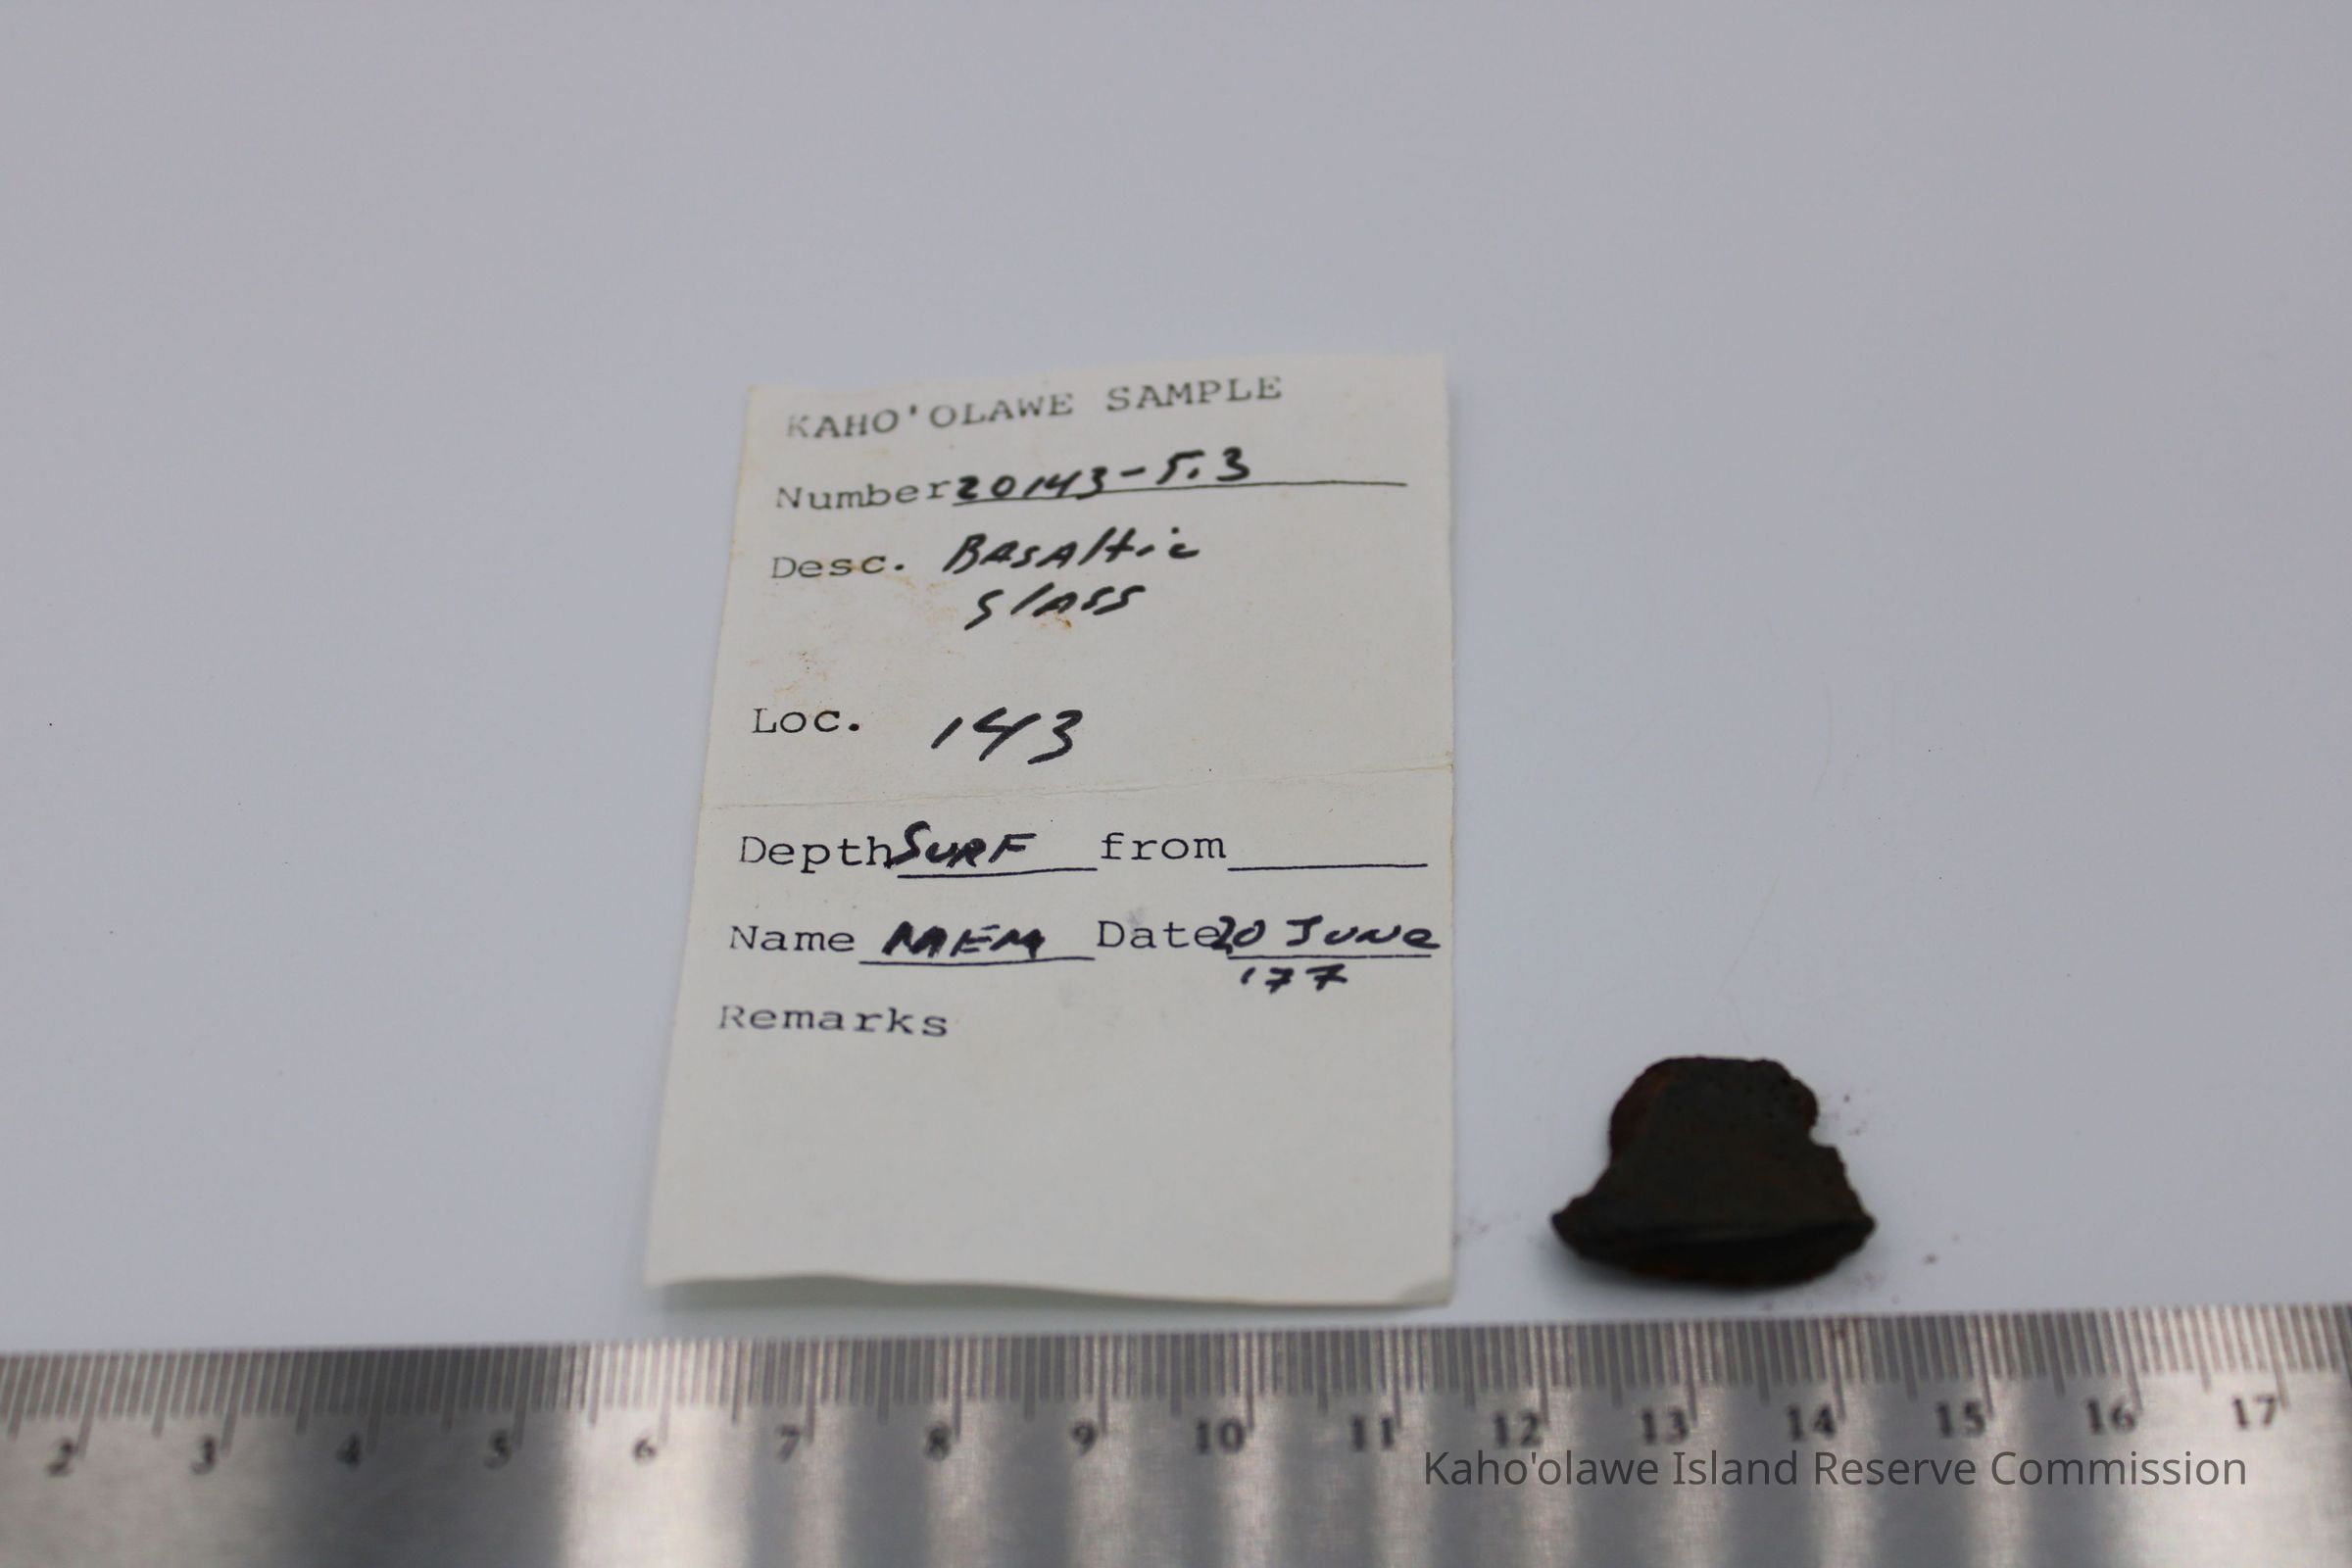 KAHO'OLAWE SAMPLE
Number 20143-5.3
Desc. Basaltic
glass
Loc. 143
Depth SURF from
Name MEM Date 20 June
'77
Remarks
2 3 4 5 6 7 8 9 10 11 12 13 14 15 16 17
Kaho'olawe Island Reserve Commission